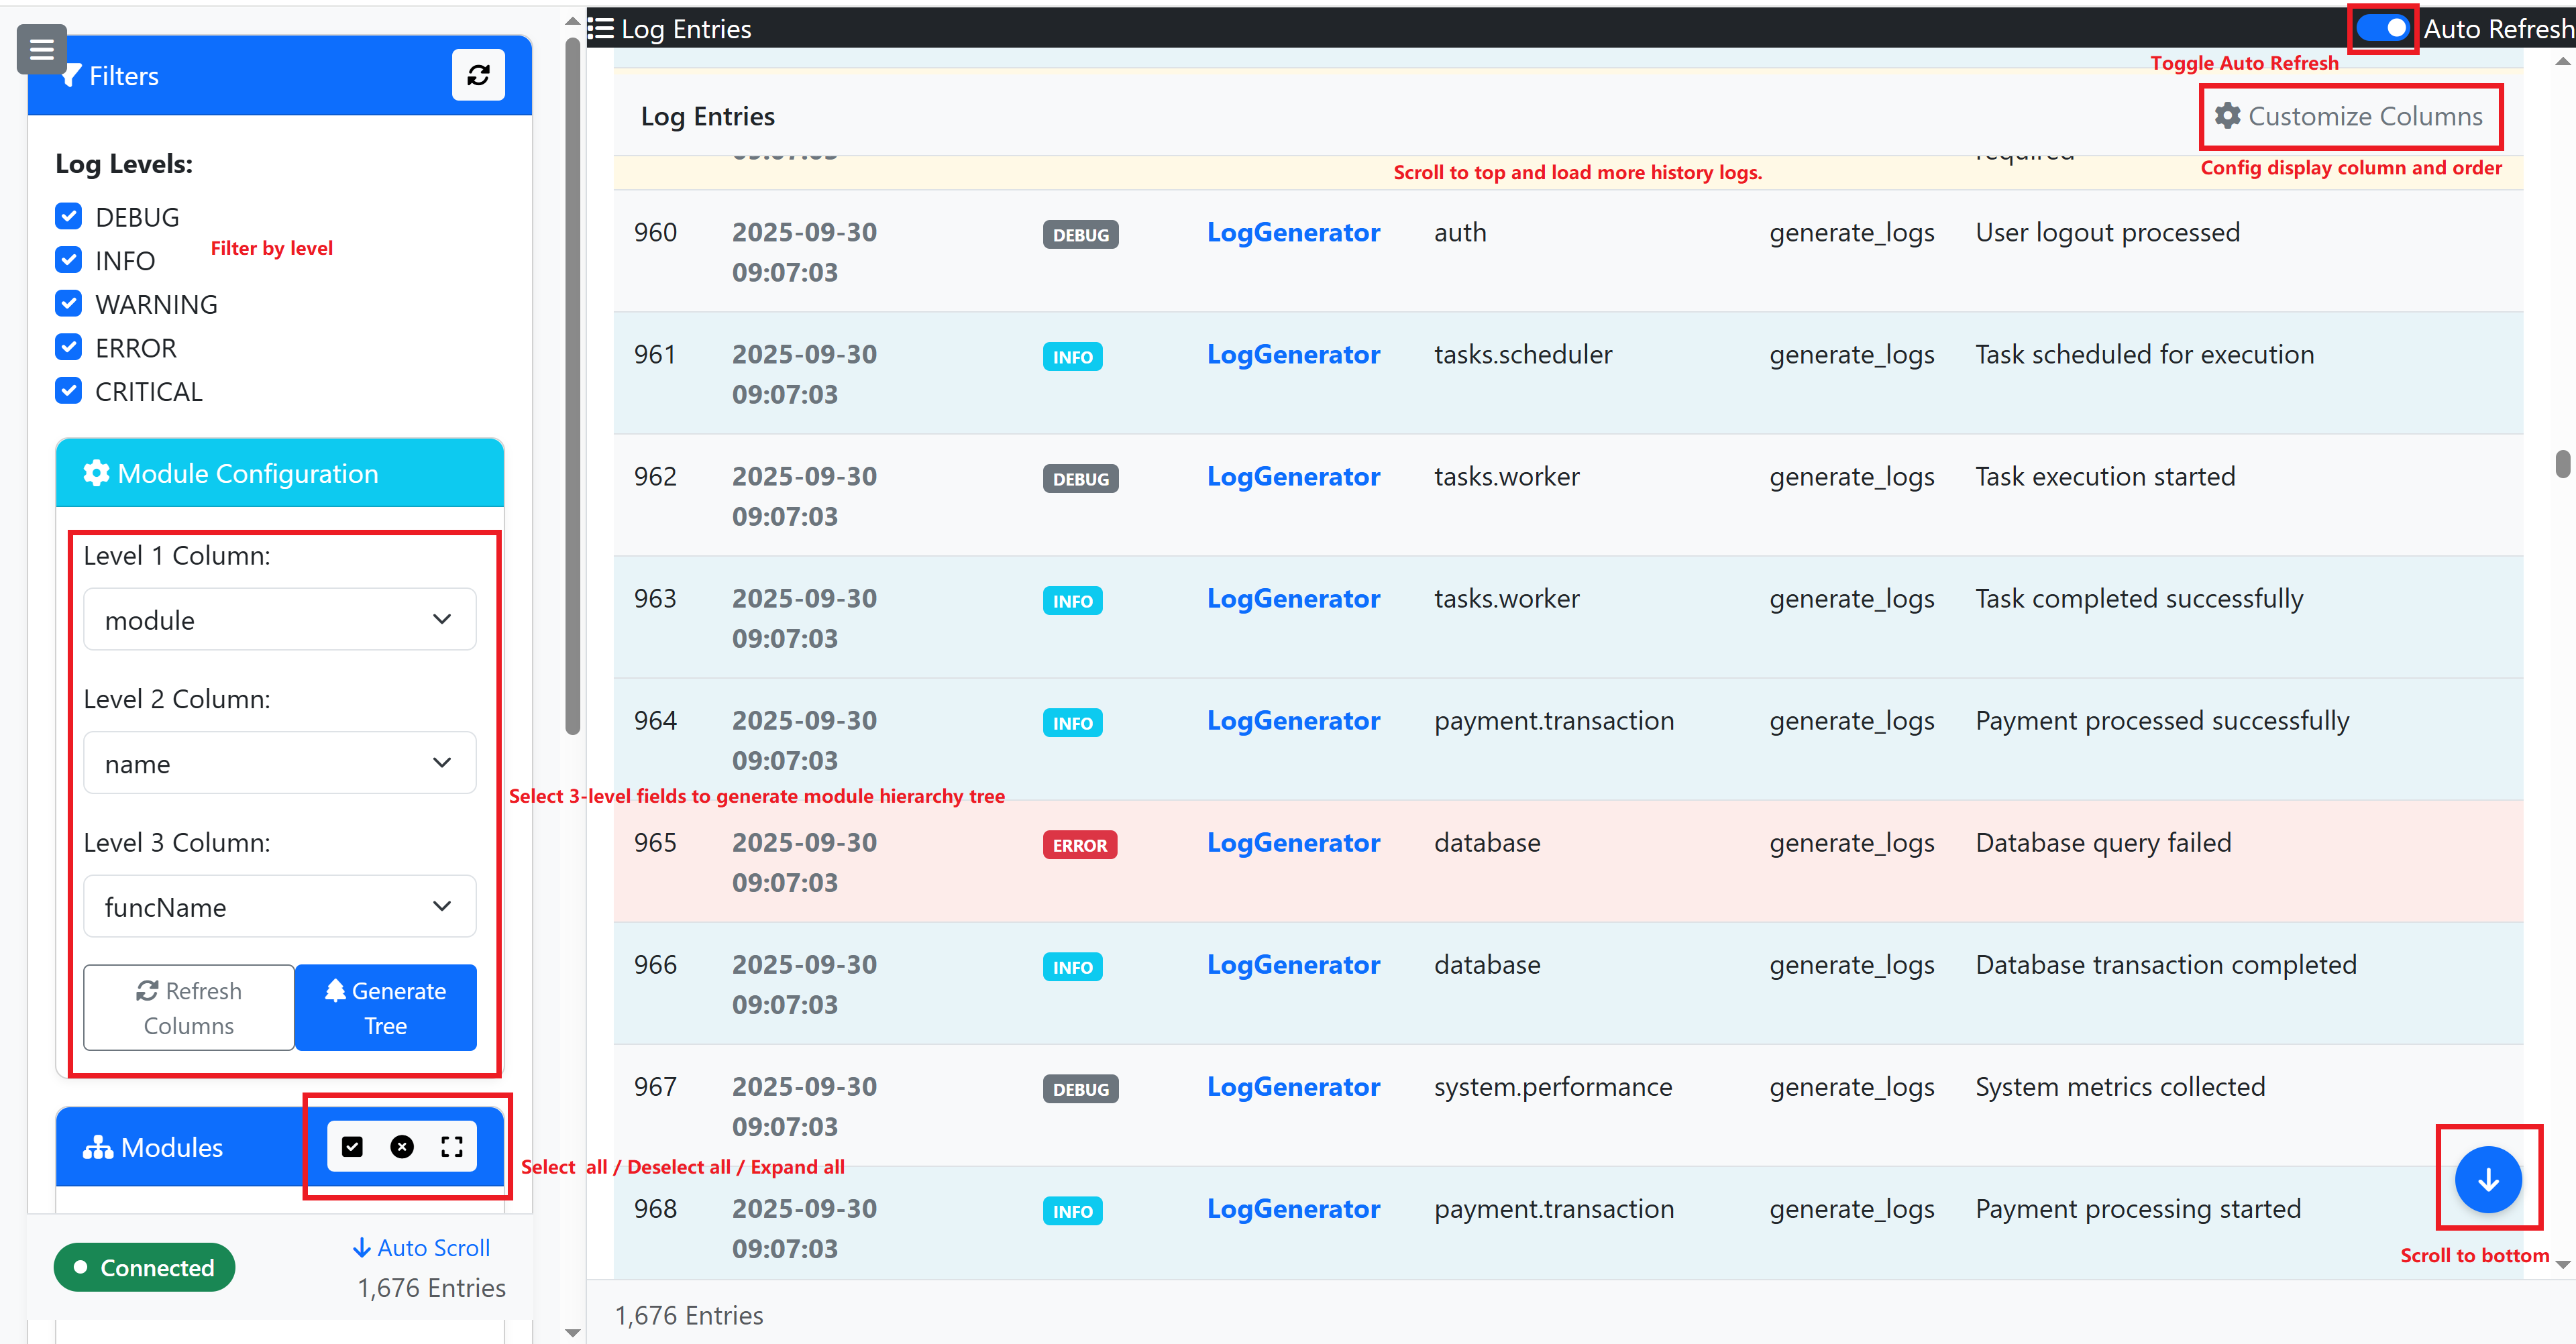 Filters
Log Levels:
DEBUG
INFO
WARNING
ERROR
CRITICAL
Filter by level
Module Configuration
Level 1 Column:
module
Level 2 Column:
name
Level 3 Column:
funcName
Refresh
Columns
Generate
Tree
Select 3-level fields to generate module hierarchy tree
Modules
Select all / Deselect all / Expand all
Connected
Auto Scroll
1,676 Entries
Log Entries
Auto Refresh
Toggle Auto Refresh
Log Entries
Customize Columns
Config display column and order
09:07:03
required
Scroll to top and load more history logs.
960 2025-09-30 DEBUG LogGenerator auth generate_logs User logout processed
09:07:03
961 2025-09-30 INFO LogGenerator tasks.scheduler generate_logs Task scheduled for execution
09:07:03
962 2025-09-30 DEBUG LogGenerator tasks.worker generate_logs Task execution started
09:07:03
963 2025-09-30 INFO LogGenerator tasks.worker generate_logs Task completed successfully
09:07:03
964 2025-09-30 INFO LogGenerator payment.transaction generate_logs Payment processed successfully
09:07:03
965 2025-09-30 ERROR LogGenerator database generate_logs Database query failed
09:07:03
966 2025-09-30 INFO LogGenerator database generate_logs Database transaction completed
09:07:03
967 2025-09-30 DEBUG LogGenerator system.performance generate_logs System metrics collected
09:07:03
968 2025-09-30 INFO LogGenerator payment.transaction generate_logs Payment processing started
09:07:03
Scroll to bottom
1,676 Entries